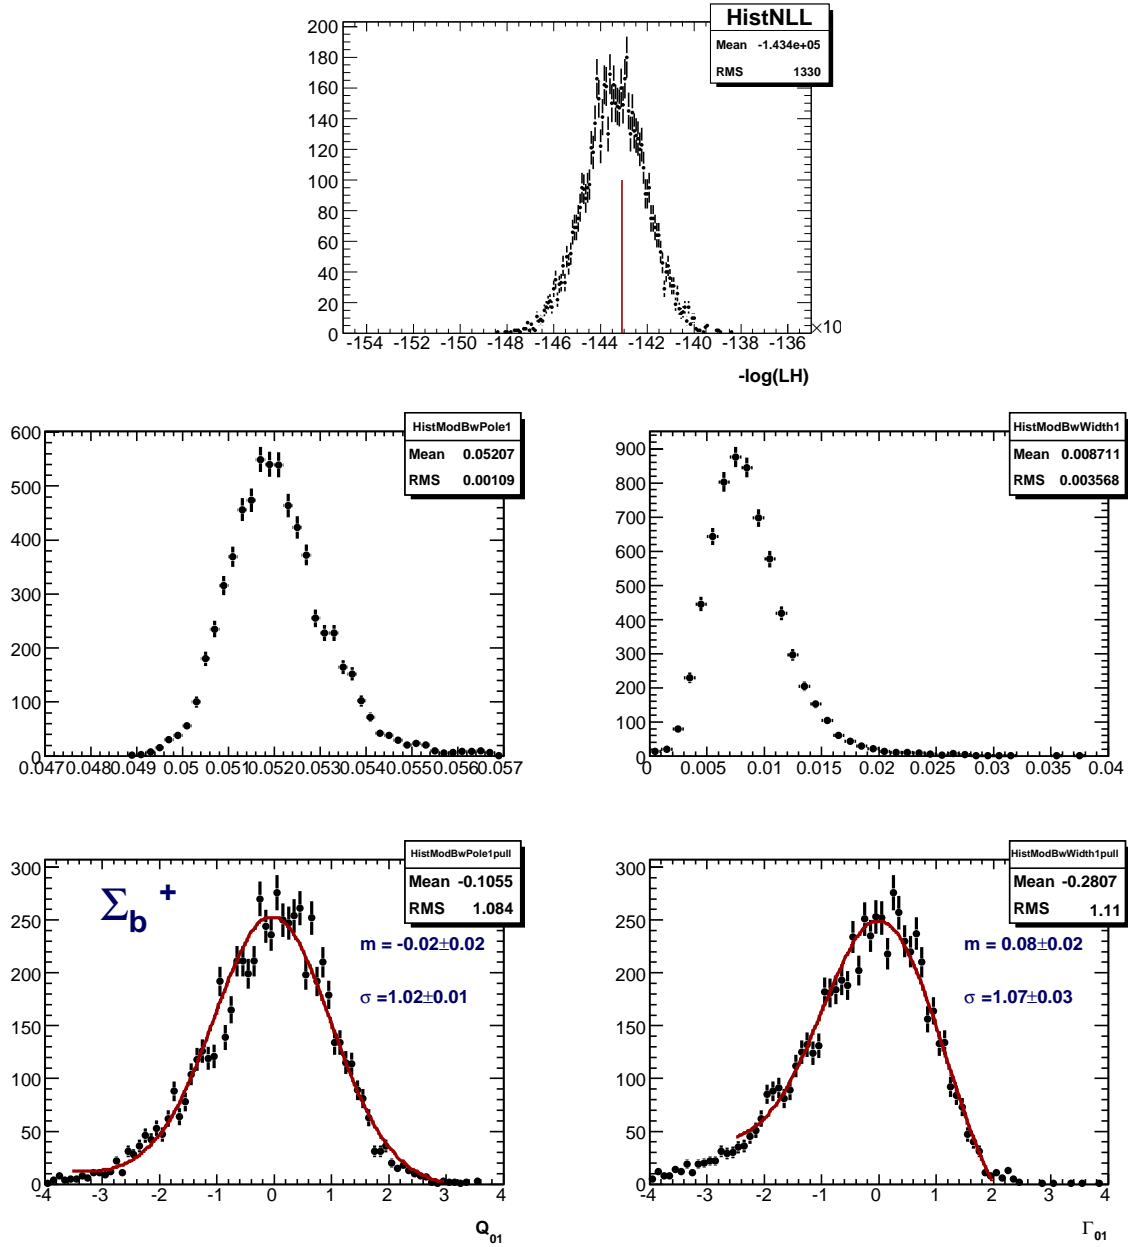 HistNLL
Mean -1.434e+05
RMS 1330
200
180
160
140
120
100
80
60
40
20
0
-154 -152 -150 -148 -146 -144 -142 -140 -138 -136
×10
-log(LH)
HistModBwPole1
Mean 0.05207
RMS 0.00109
600
500
400
300
200
100
0
0.047 0.048 0.049 0.05 0.051 0.052 0.053 0.054 0.055 0.056 0.057
HistModBwWidth1
Mean 0.008711
RMS 0.003568
900
800
700
600
500
400
300
200
100
0
0 0.005 0.01 0.015 0.02 0.025 0.03 0.035 0.04
HistModBwPole1pull
Mean -0.1055
RMS 1.084
Σb +
m = -0.02±0.02
σ =1.02±0.01
300
250
200
150
100
50
0
-4 -3 -2 -1 0 1 2 3 4
Q01
HistModBwWidth1pull
Mean -0.2807
RMS 1.11
m = 0.08±0.02
σ =1.07±0.03
300
250
200
150
100
50
0
-4 -3 -2 -1 0 1 2 3 4
Γ01